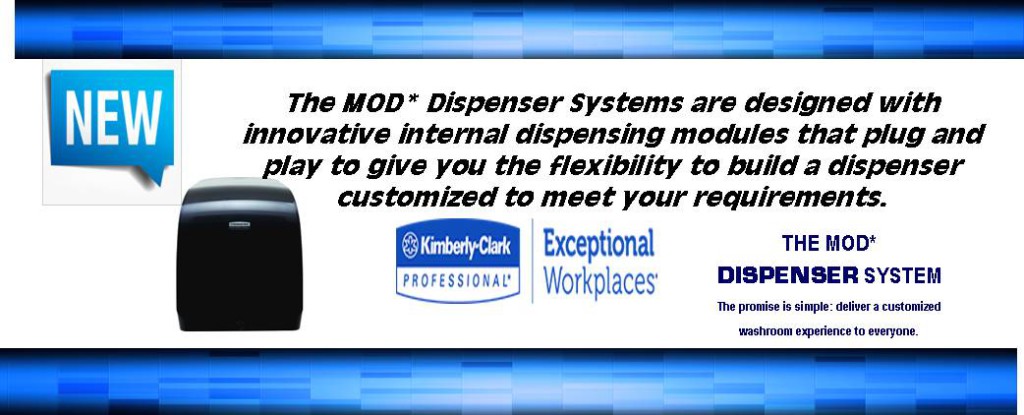 NEW
The MOD* Dispenser Systems are designed with
innovative internal dispensing modules that plug and
play to give you the flexibility to build a dispenser
customized to meet your requirements.
Kimberly-Clark
PROFESSIONAL*
Exceptional
Workplaces*
THE MOD*
DISPENSER SYSTEM
The promise is simple: deliver a customized
washroom experience to everyone.